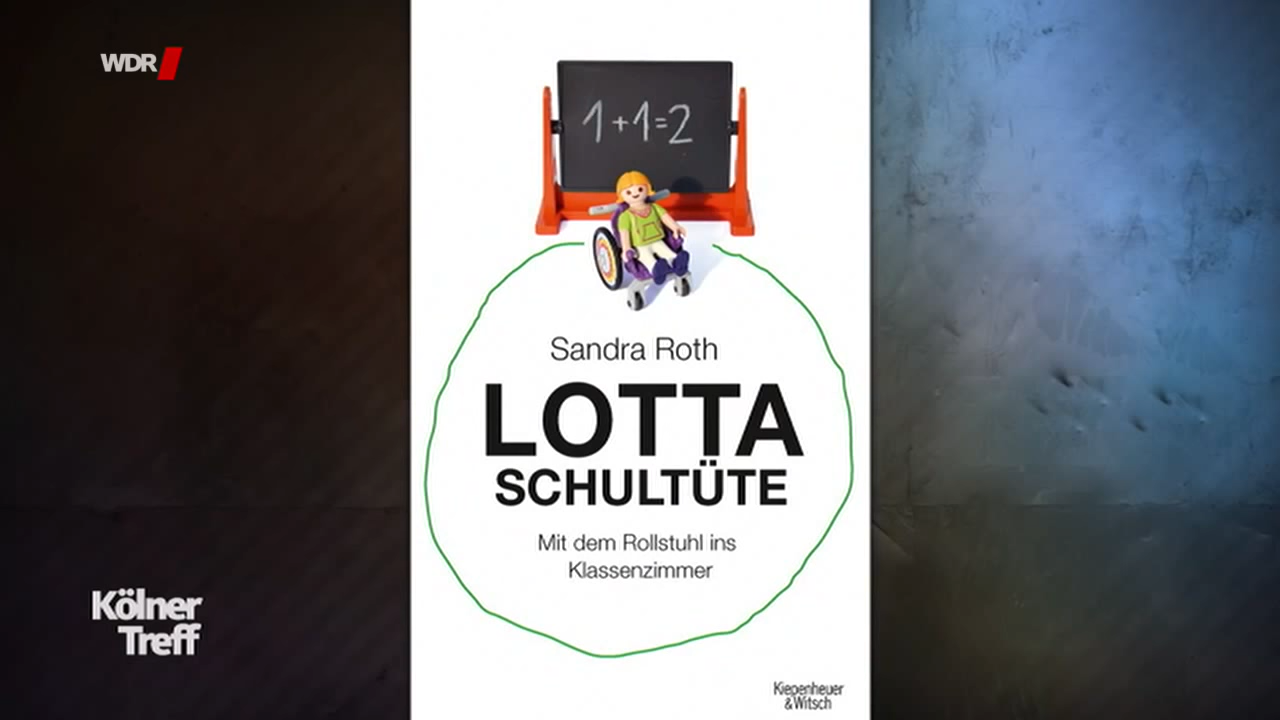 WDR
1+1=2
Sandra Roth
LOTTA
SCHULTÜTE
Mit dem Rollstuhl ins
Klassenzimmer
Kölner
Treff
Kiepenheuer
&Witsch